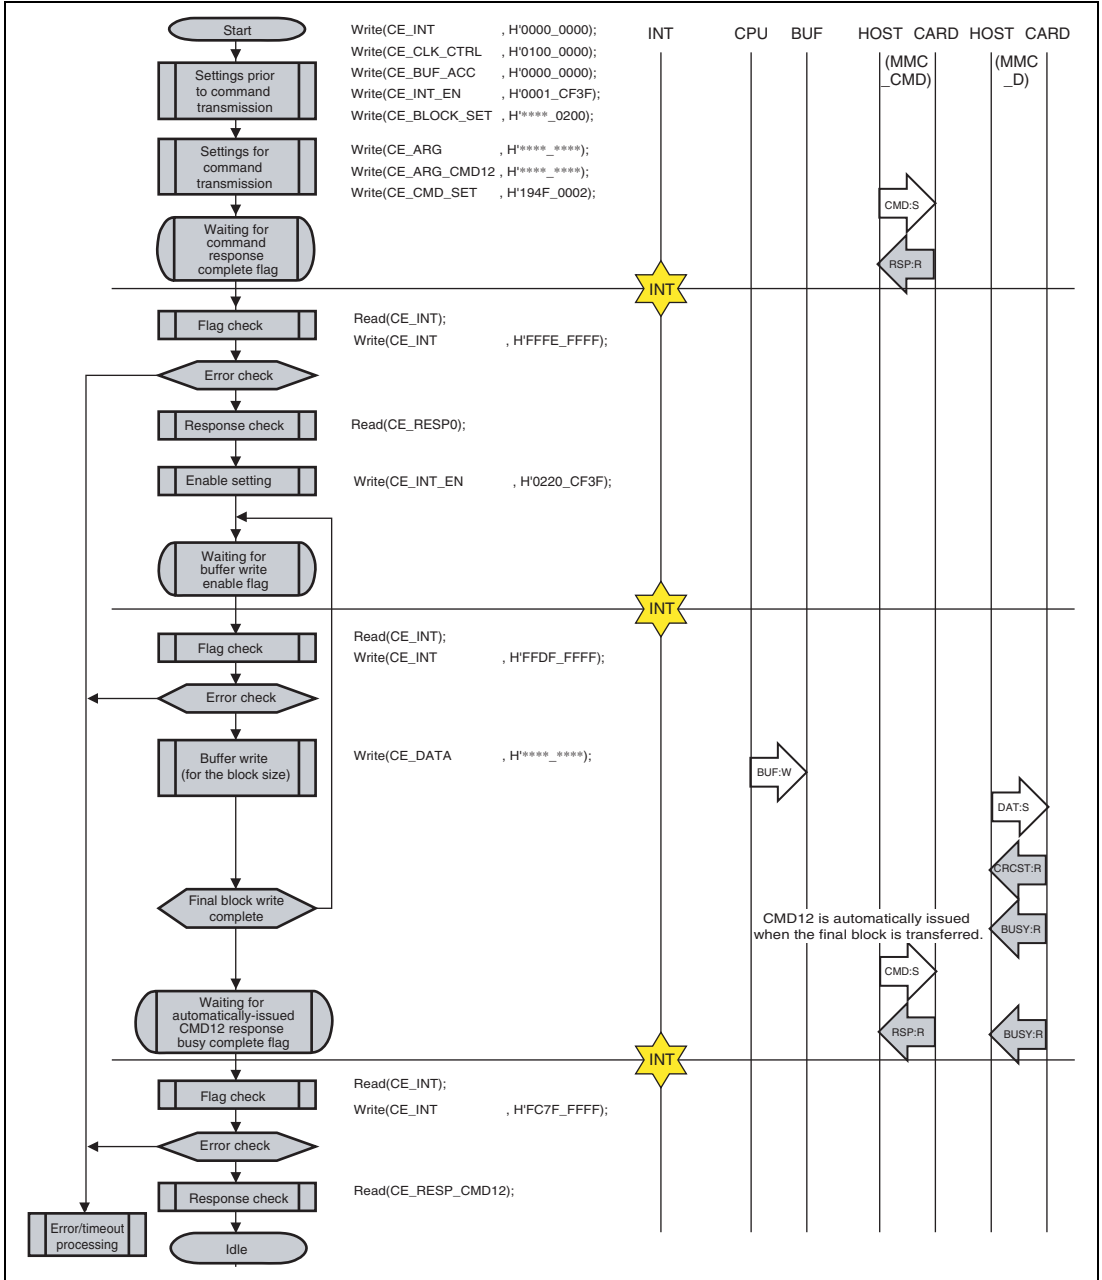 Start
Write(CE_INT , H'0000_0000);
Write(CE_CLK_CTRL , H'0100_0000);
Write(CE_BUF_ACC , H'0000_0000);
Write(CE_INT_EN , H'0001_CF3F);
Write(CE_BLOCK_SET , H'****_0200);
INT
CPU
BUF
HOST
CARD
HOST
CARD
(MMC
_CMD)
(MMC
_D)
Settings prior
to command
transmission
Settings for
command
transmission
Write(CE_ARG , H'****_****);
Write(CE_ARG_CMD12 , H'****_****);
Write(CE_CMD_SET , H'194F_0002);
CMD:S
Waiting for
command
response
complete flag
RSP:R
INT
Flag check
Read(CE_INT);
Write(CE_INT , H'FFFE_FFFF);
Error check
Response check
Read(CE_RESP0);
Enable setting
Write(CE_INT_EN , H'0220_CF3F);
Waiting for
buffer write
enable flag
INT
Flag check
Read(CE_INT);
Write(CE_INT , H'FFDF_FFFF);
Error check
Buffer write
(for the block size)
Write(CE_DATA , H'****_****);
BUF:W
DAT:S
CRCST:R
Final block write
complete
CMD12 is automatically issued
when the final block is transferred.
BUSY:R
CMD:S
Waiting for
automatically-issued
CMD12 response
busy complete flag
RSP:R
BUSY:R
INT
Flag check
Read(CE_INT);
Write(CE_INT , H'FC7F_FFFF);
Error check
Response check
Read(CE_RESP_CMD12);
Error/timeout
processing
Idle